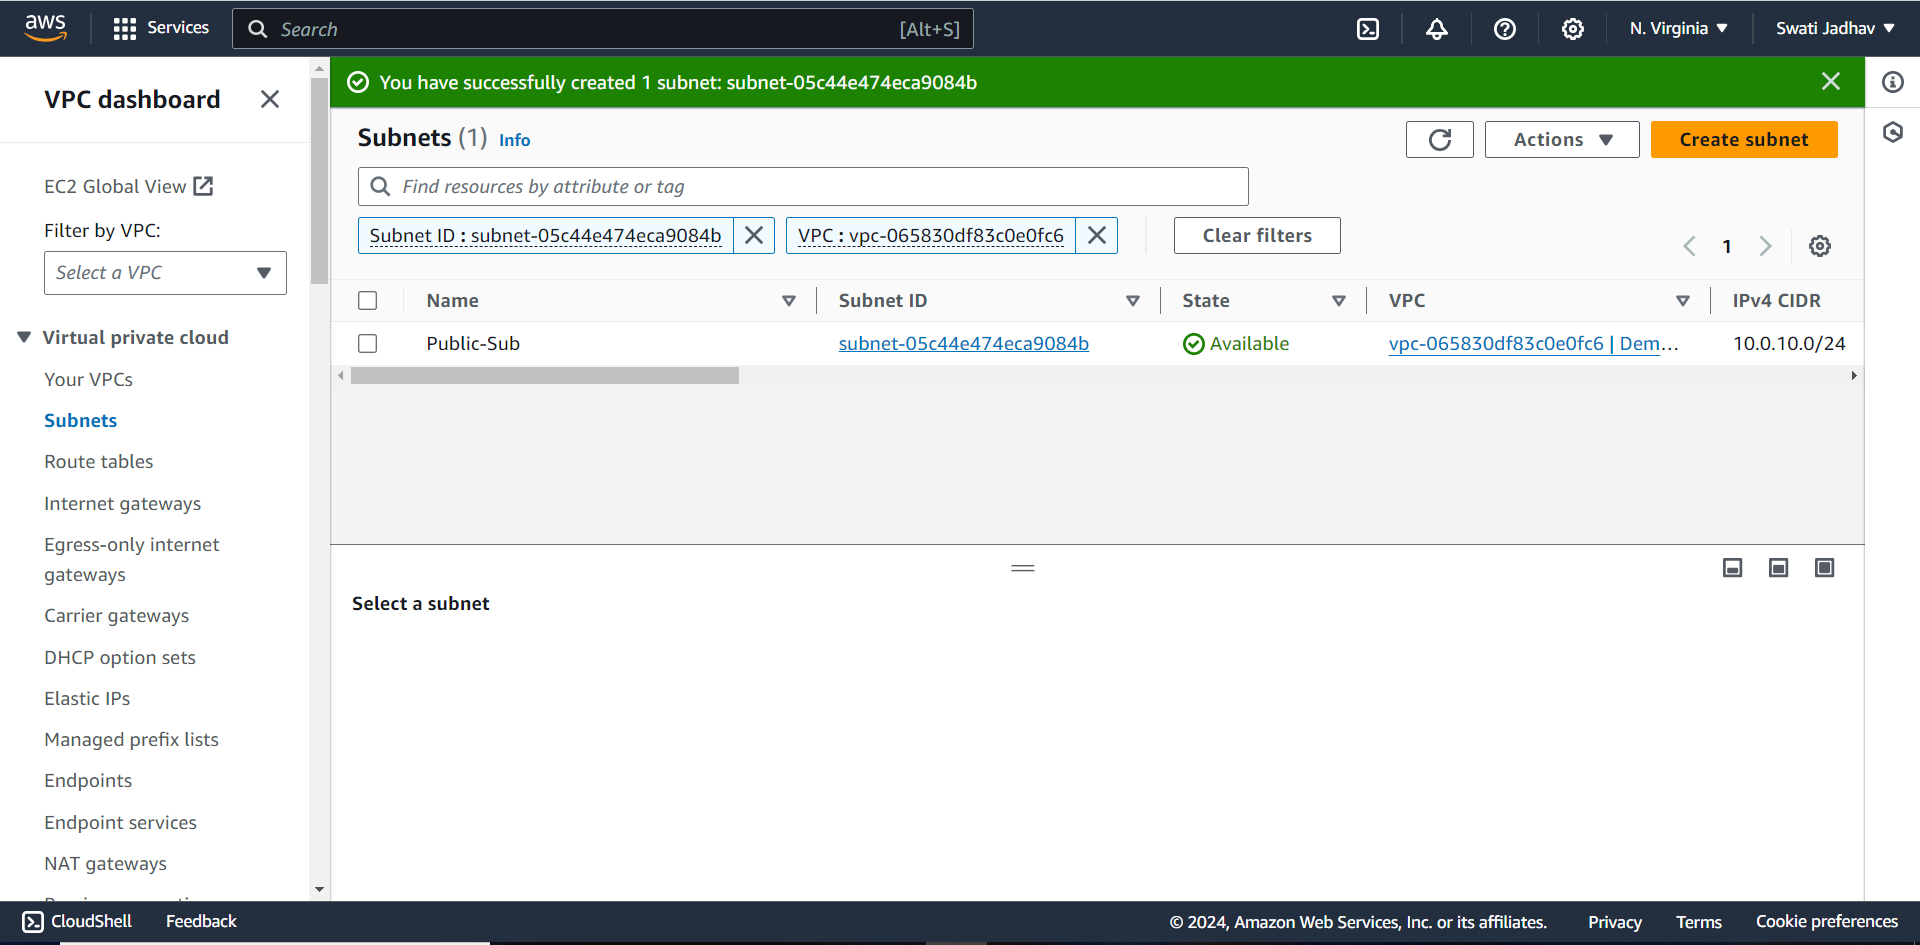 aws
Services
Search
[Alt+S]
N. Virginia
Swati Jadhav
VPC dashboard
EC2 Global View
Filter by VPC:
Select a VPC
Virtual private cloud
Your VPCs
Subnets
Route tables
Internet gateways
Egress-only internet
gateways
Carrier gateways
DHCP option sets
Elastic IPs
Managed prefix lists
Endpoints
Endpoint services
NAT gateways
You have successfully created 1 subnet: subnet-05c44e474eca9084b
Subnets (1) Info
Actions
Create subnet
Find resources by attribute or tag
Subnet ID : subnet-05c44e474eca9084b
VPC : vpc-065830df83c0e0fc6
Clear filters
1
Name
Subnet ID
State
VPC
IPv4 CIDR
Public-Sub
subnet-05c44e474eca9084b
Available
vpc-065830df83c0e0fc6 | Dem…
10.0.10.0/24
Select a subnet
CloudShell
Feedback
© 2024, Amazon Web Services, Inc. or its affiliates.
Privacy
Terms
Cookie preferences